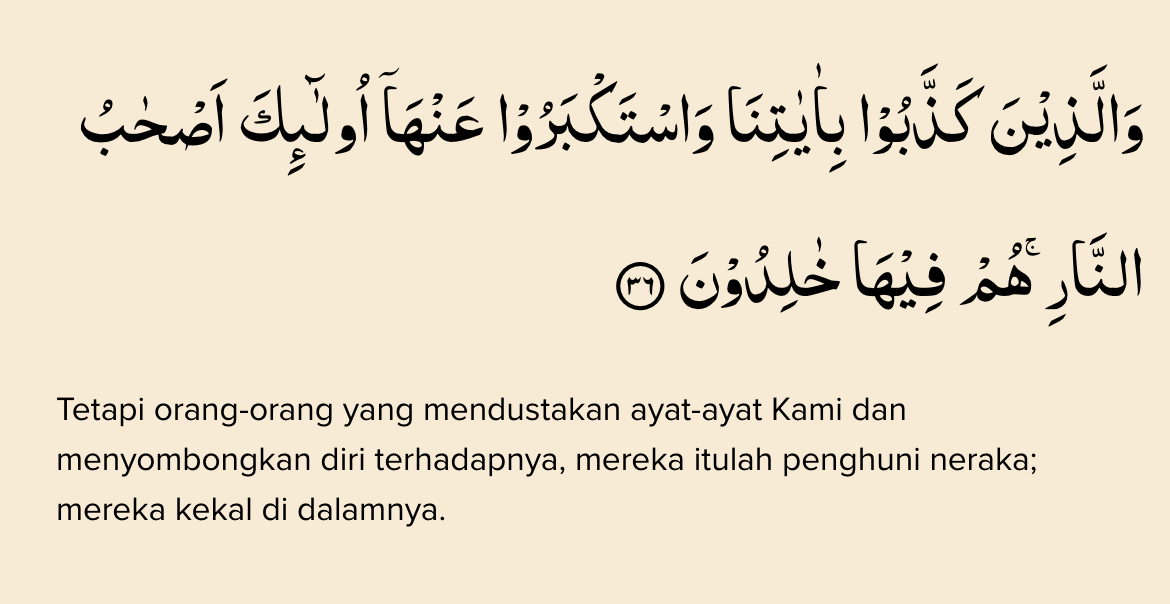 وَالَّذِيْنَ كَذَّبُوْا بِاٰيٰتِنَا وَاسْتَكْبَرُوْا عَنْهَآ اُولٰۤىِٕكَ اَصْحٰبُ
النَّارِۚ هُمْ فِيْهَا خٰلِدُوْنَ ٣٦
Tetapi orang-orang yang mendustakan ayat-ayat Kami dan
menyombongkan diri terhadapnya, mereka itulah penghuni neraka;
mereka kekal di dalamnya.